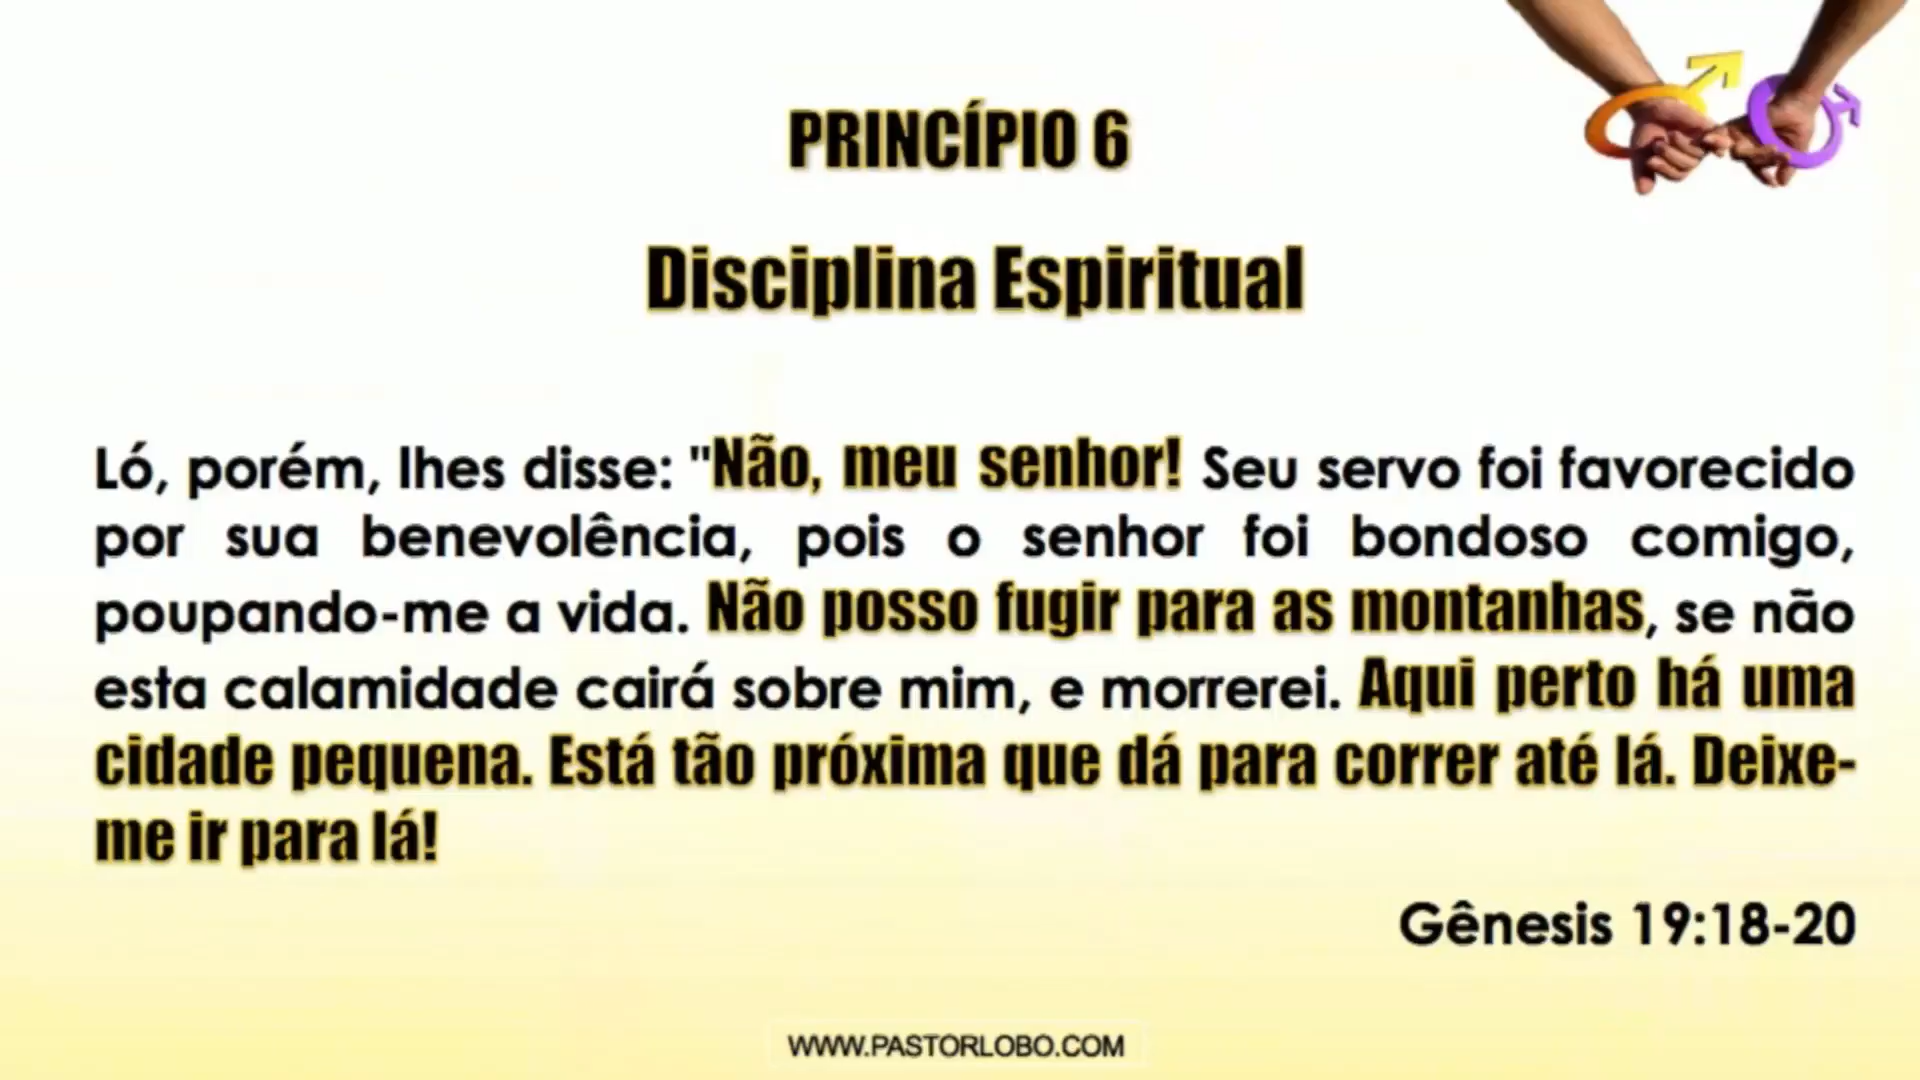 PRINCÍPIO 6
Disciplina Espiritual
Ló, porém, lhes disse: "Não, meu senhor! Seu servo foi favorecido
por sua benevolência, pois o senhor foi bondoso comigo,
poupando-me a vida. Não posso fugir para as montanhas, se não
esta calamidade cairá sobre mim, e morrerei. Aqui perto há uma
cidade pequena. Está tão próxima que dá para correr até lá. Deixe-
me ir para lá!
Gênesis 19:18-20
WWW.PASTORLOBO.COM